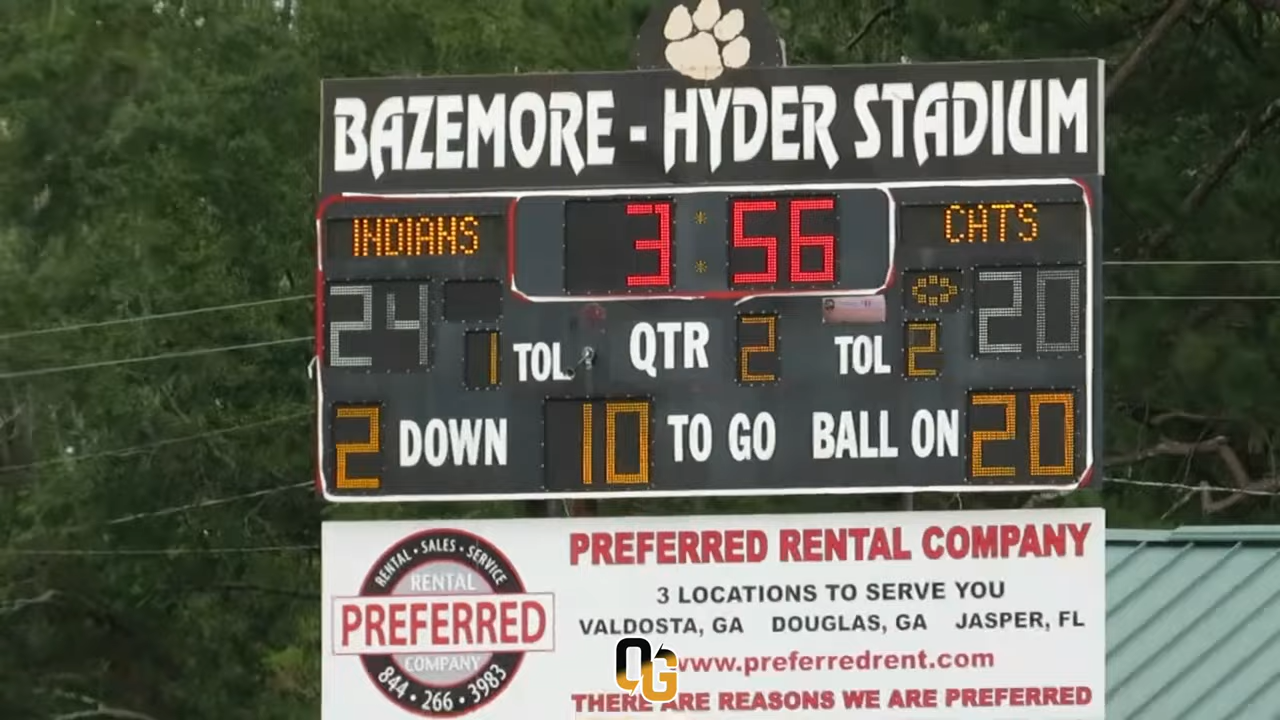 BAZEMORE - HYDER STADIUM
INDIANS 3 : 56 CATS
24 20
1 TOL QTR 2 TOL 2
2 DOWN 10 TO GO BALL ON 20
RENTAL • SALES • SERVICE
RENTAL
PREFERRED
COMPANY
844 • 266 • 3983
PREFERRED RENTAL COMPANY
3 LOCATIONS TO SERVE YOU
VALDOSTA, GA DOUGLAS, GA JASPER, FL
www.preferredrent.com
THERE ARE REASONS WE ARE PREFERRED
OG